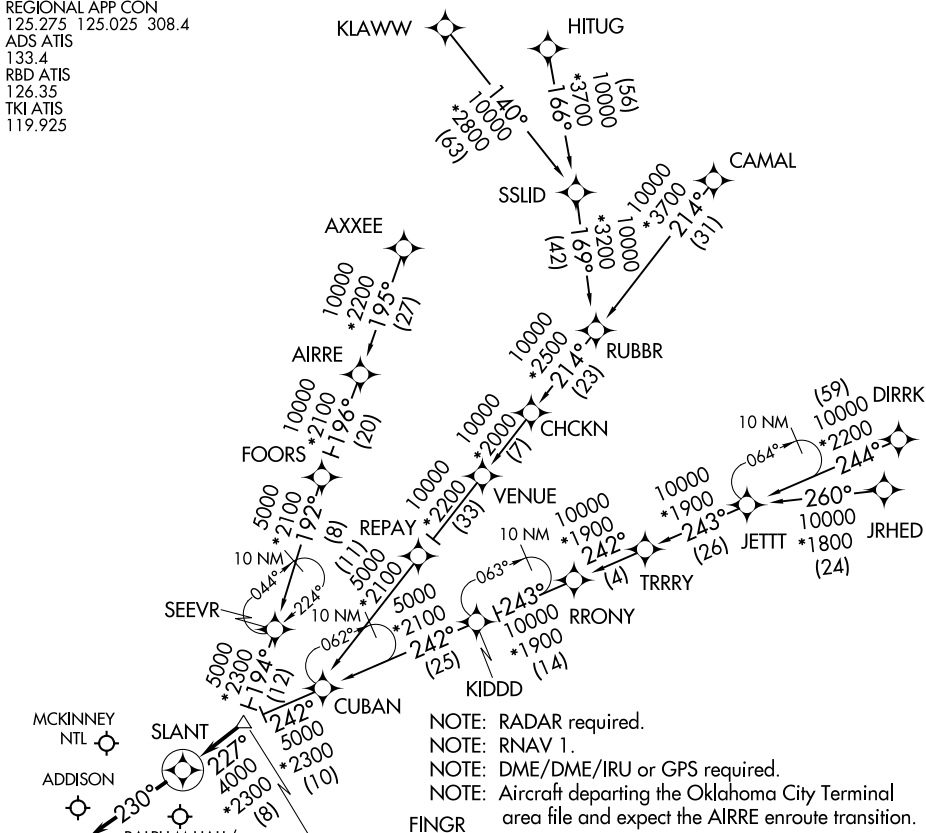 REGIONAL APP CON
125.275 125.025 308.4
ADS ATIS
133.4
RBD ATIS
126.35
TKI ATIS
119.925
KLAWW
HITUG
140°
10000
*2800
(63)
(56)
10000
*3700
166°
CAMAL
SSLID
10000
*3700
214°
(31)
10000
*3200
169°
(42)
AXXEE
10000
*2200
195°
(27)
RUBBR
10000
*2500
214°
(23)
AIRRE
10000
*2100
196°
(20)
CHCKN
10000
*2000
(7)
DIRRK
(59)
10000
*2200
244°
10 NM
064°
FOORS
VENUE
10000
*2200
(33)
5000
*2100
192°
(8)
REPAY
10000
*1900
243°
(26)
JETTT
260°
10000
*1800
(24)
JRHED
10000
*1900
242°
(4)
TRRRY
10 NM
063°
(11)
5000
*2100
10 NM
044°
224°
SEEVR
10 NM
062°
5000
*2100
242°
(25)
243°
10000
*1900
(14)
RRONY
KIDDD
5000
*2300
194°
(12)
CUBAN
242°
5000
*2300
(10)
MCKINNEY
NTL
SLANT
227°
4000
*2300
(8)
ADDISON
230°
FINGR
NOTE: RADAR required.
NOTE: RNAV 1.
NOTE: DME/DME/IRU or GPS required.
NOTE: Aircraft departing the Oklahoma City Terminal
area file and expect the AIRRE enroute transition.